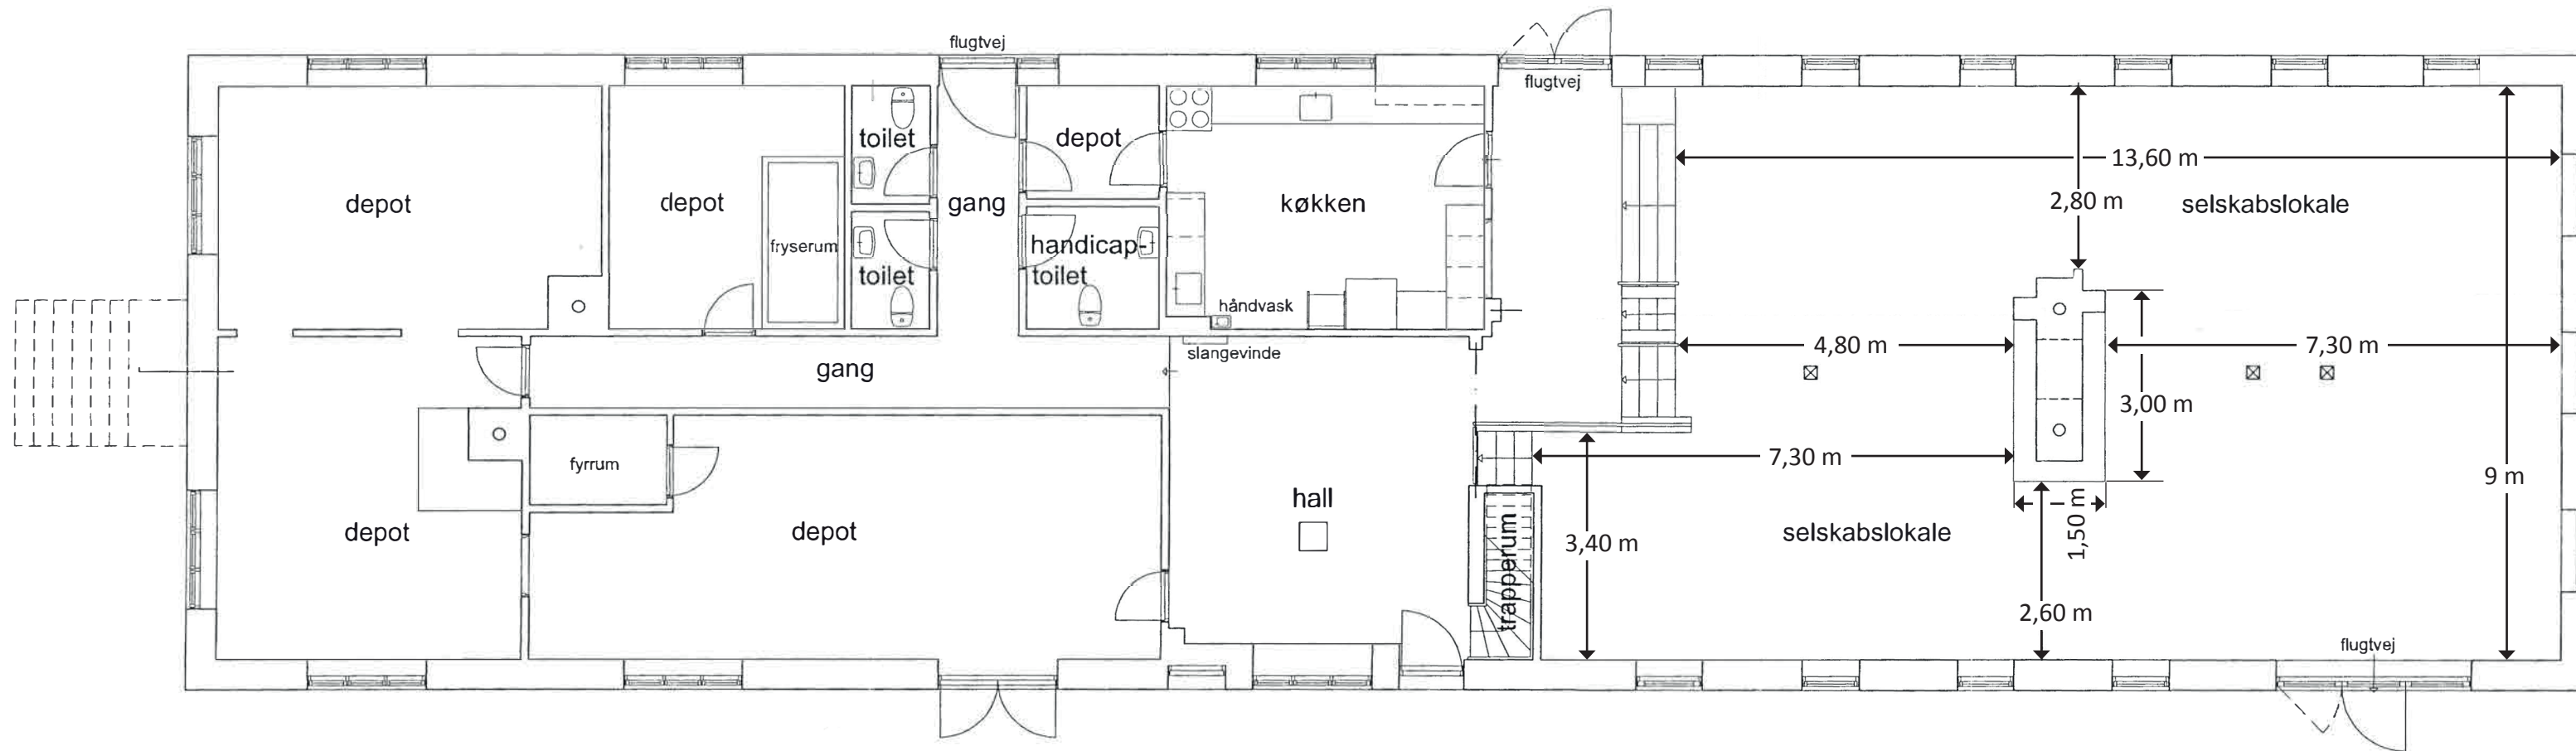 flugtvej
flugtvej
toilet
depot
13,60 m
2,80 m
depot
depot
gang
køkken
selskabslokale
fryserum
handicap-
toilet
toilet
håndvask
slangevinde
gang
4,80 m
7,30 m
3,00 m
fyrrum
7,30 m
9 m
hall
depot
depot
trapperum
3,40 m
selskabslokale
1,50 m
2,60 m
flugtvej